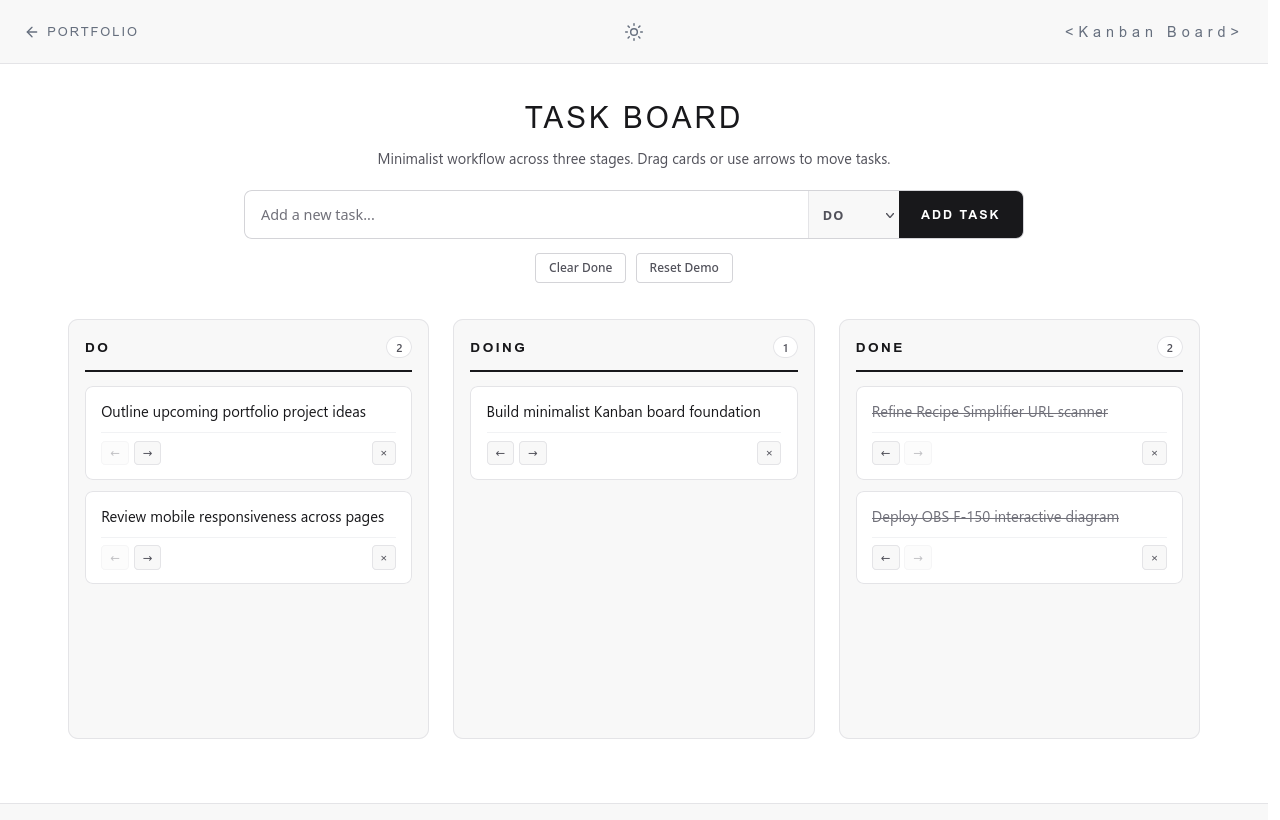 ← PORTFOLIO
<Kanban Board>
TASK BOARD
Minimalist workflow across three stages. Drag cards or use arrows to move tasks.
Add a new task...
DO
ADD TASK
Clear Done
Reset Demo
DO
2
Outline upcoming portfolio project ideas
← →
×
Review mobile responsiveness across pages
← →
×
DOING
1
Build minimalist Kanban board foundation
← →
×
DONE
2
Refine Recipe Simplifier URL scanner
← →
×
Deploy OBS F-150 interactive diagram
← →
×